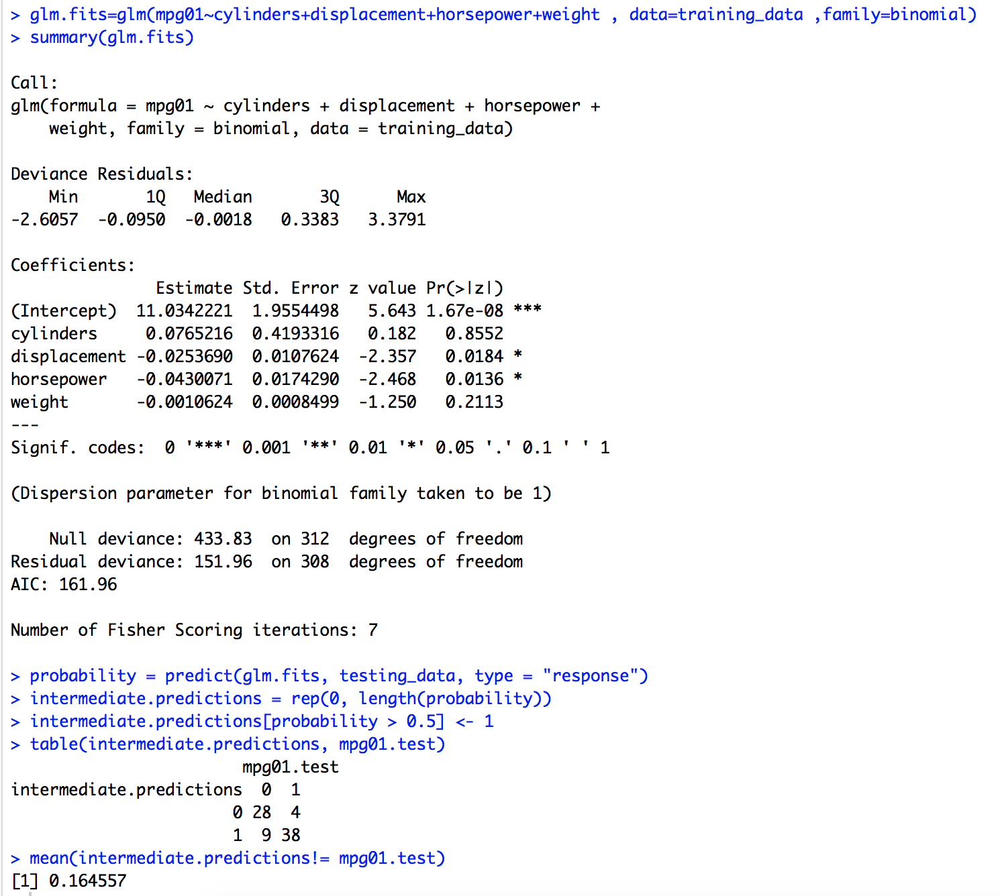 > glm.fits=glm(mpg01~cylinders+displacement+horsepower+weight , data=training_data ,family=binomial)
> summary(glm.fits)

Call:
glm(formula = mpg01 ~ cylinders + displacement + horsepower +
    weight, family = binomial, data = training_data)

Deviance Residuals:
    Min       1Q   Median       3Q      Max
-2.6057  -0.0950  -0.0018   0.3383   3.3791

Coefficients:
               Estimate Std. Error z value Pr(>|z|)
(Intercept)  11.0342221  1.9554498   5.643 1.67e-08 ***
cylinders     0.0765216  0.4193316   0.182   0.8552
displacement -0.0253690  0.0107624  -2.357   0.0184 *
horsepower   -0.0430071  0.0174290  -2.468   0.0136 *
weight       -0.0010624  0.0008499  -1.250   0.2113
---
Signif. codes:  0 '***' 0.001 '**' 0.01 '*' 0.05 '.' 0.1 ' ' 1

(Dispersion parameter for binomial family taken to be 1)

    Null deviance: 433.83  on 312  degrees of freedom
Residual deviance: 151.96  on 308  degrees of freedom
AIC: 161.96

Number of Fisher Scoring iterations: 7

> probability = predict(glm.fits, testing_data, type = "response")
> intermediate.predictions = rep(0, length(probability))
> intermediate.predictions[probability > 0.5] <- 1
> table(intermediate.predictions, mpg01.test)
                        mpg01.test
intermediate.predictions  0  1
                       0 28  4
                       1  9 38
> mean(intermediate.predictions!= mpg01.test)
[1] 0.164557